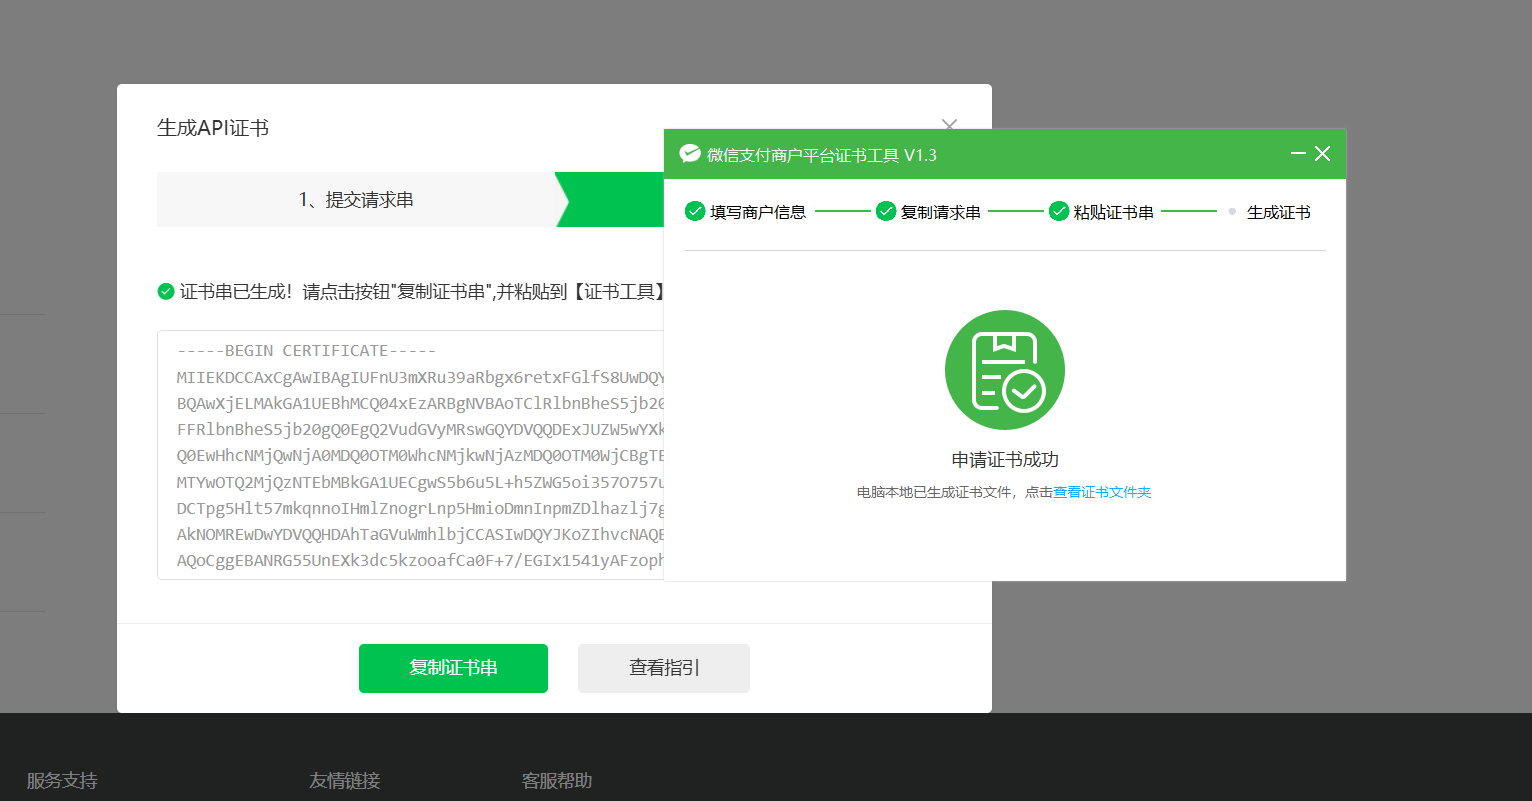 生成API证书
微信支付商户平台证书工具 V1.3
1、提交请求串
填写商户信息
复制请求串
粘贴证书串
生成证书
证书串已生成！请点击按钮"复制证书串",并粘贴到【证书工具】
-----BEGIN CERTIFICATE-----
MIIEKDCCAxCgAwIBAgIUFnU3mXRu39aRbgx6retxFGlfS8UwDQY
BQAwXjELMAkGA1UEBhMCQ04xEzARBgNVBAoTClRlbnBheS5jb20
FFRlbnBheS5jb20gQ0EgQ2VudGVyMRswGQYDVQQDExJUZW5wYXk
Q0EwHhcNMjQwNjA0MDQ0OTM0WhcNMjkwNjAzMDQ0OTM0WjCBgTE
MTYwOTQ2MjQzNTEbMBkGA1UECgwS5b6u5L+h5ZWG5oi357O757u
DCTpg5Hlt57mkqnnoIHmlZnogrLnp5HmioDmnInpmZDlhazlj7g
AkNOMREwDwYDVQQHDAhTaGVuWmhlbjCCASIwDQYJKoZIhvcNAQE
AQoCggEBANRG55UnEXk3dc5kzooafCa0F+7/EGIx1541yAFzoph
申请证书成功
电脑本地已生成证书文件，点击查看证书文件夹
复制证书串
查看指引
服务支持
友情链接
客服帮助